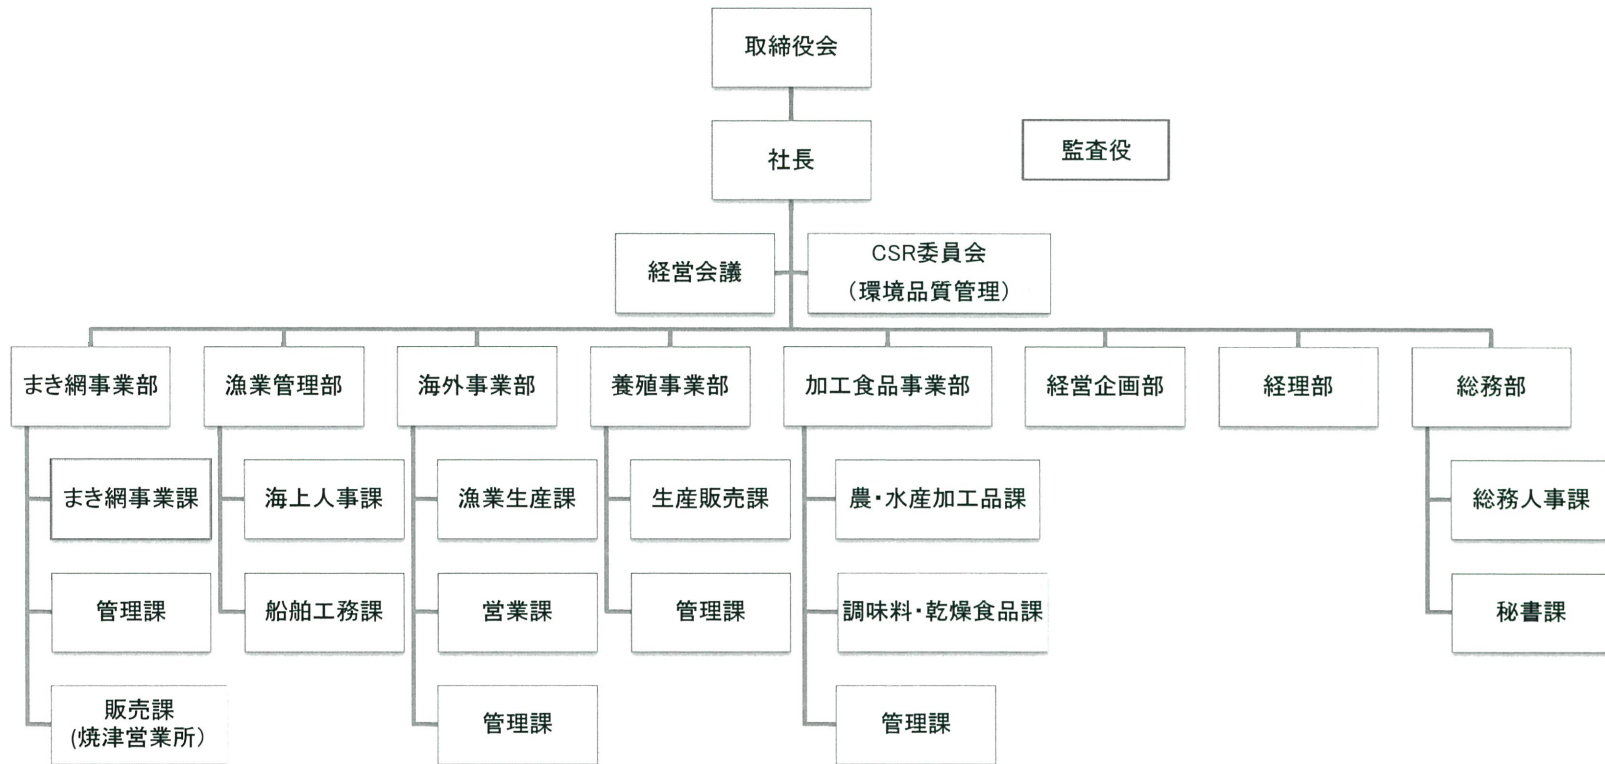 取締役会
社長
監査役
経営会議
CSR委員会
（環境品質管理）
まき網事業部
漁業管理部
海外事業部
養殖事業部
加工食品事業部
経営企画部
経理部
総務部
まき網事業課
海上人事課
漁業生産課
生産販売課
農・水産加工品課
総務人事課
管理課
船舶工務課
営業課
管理課
調味料・乾燥食品課
秘書課
販売課
(焼津営業所）
管理課
管理課